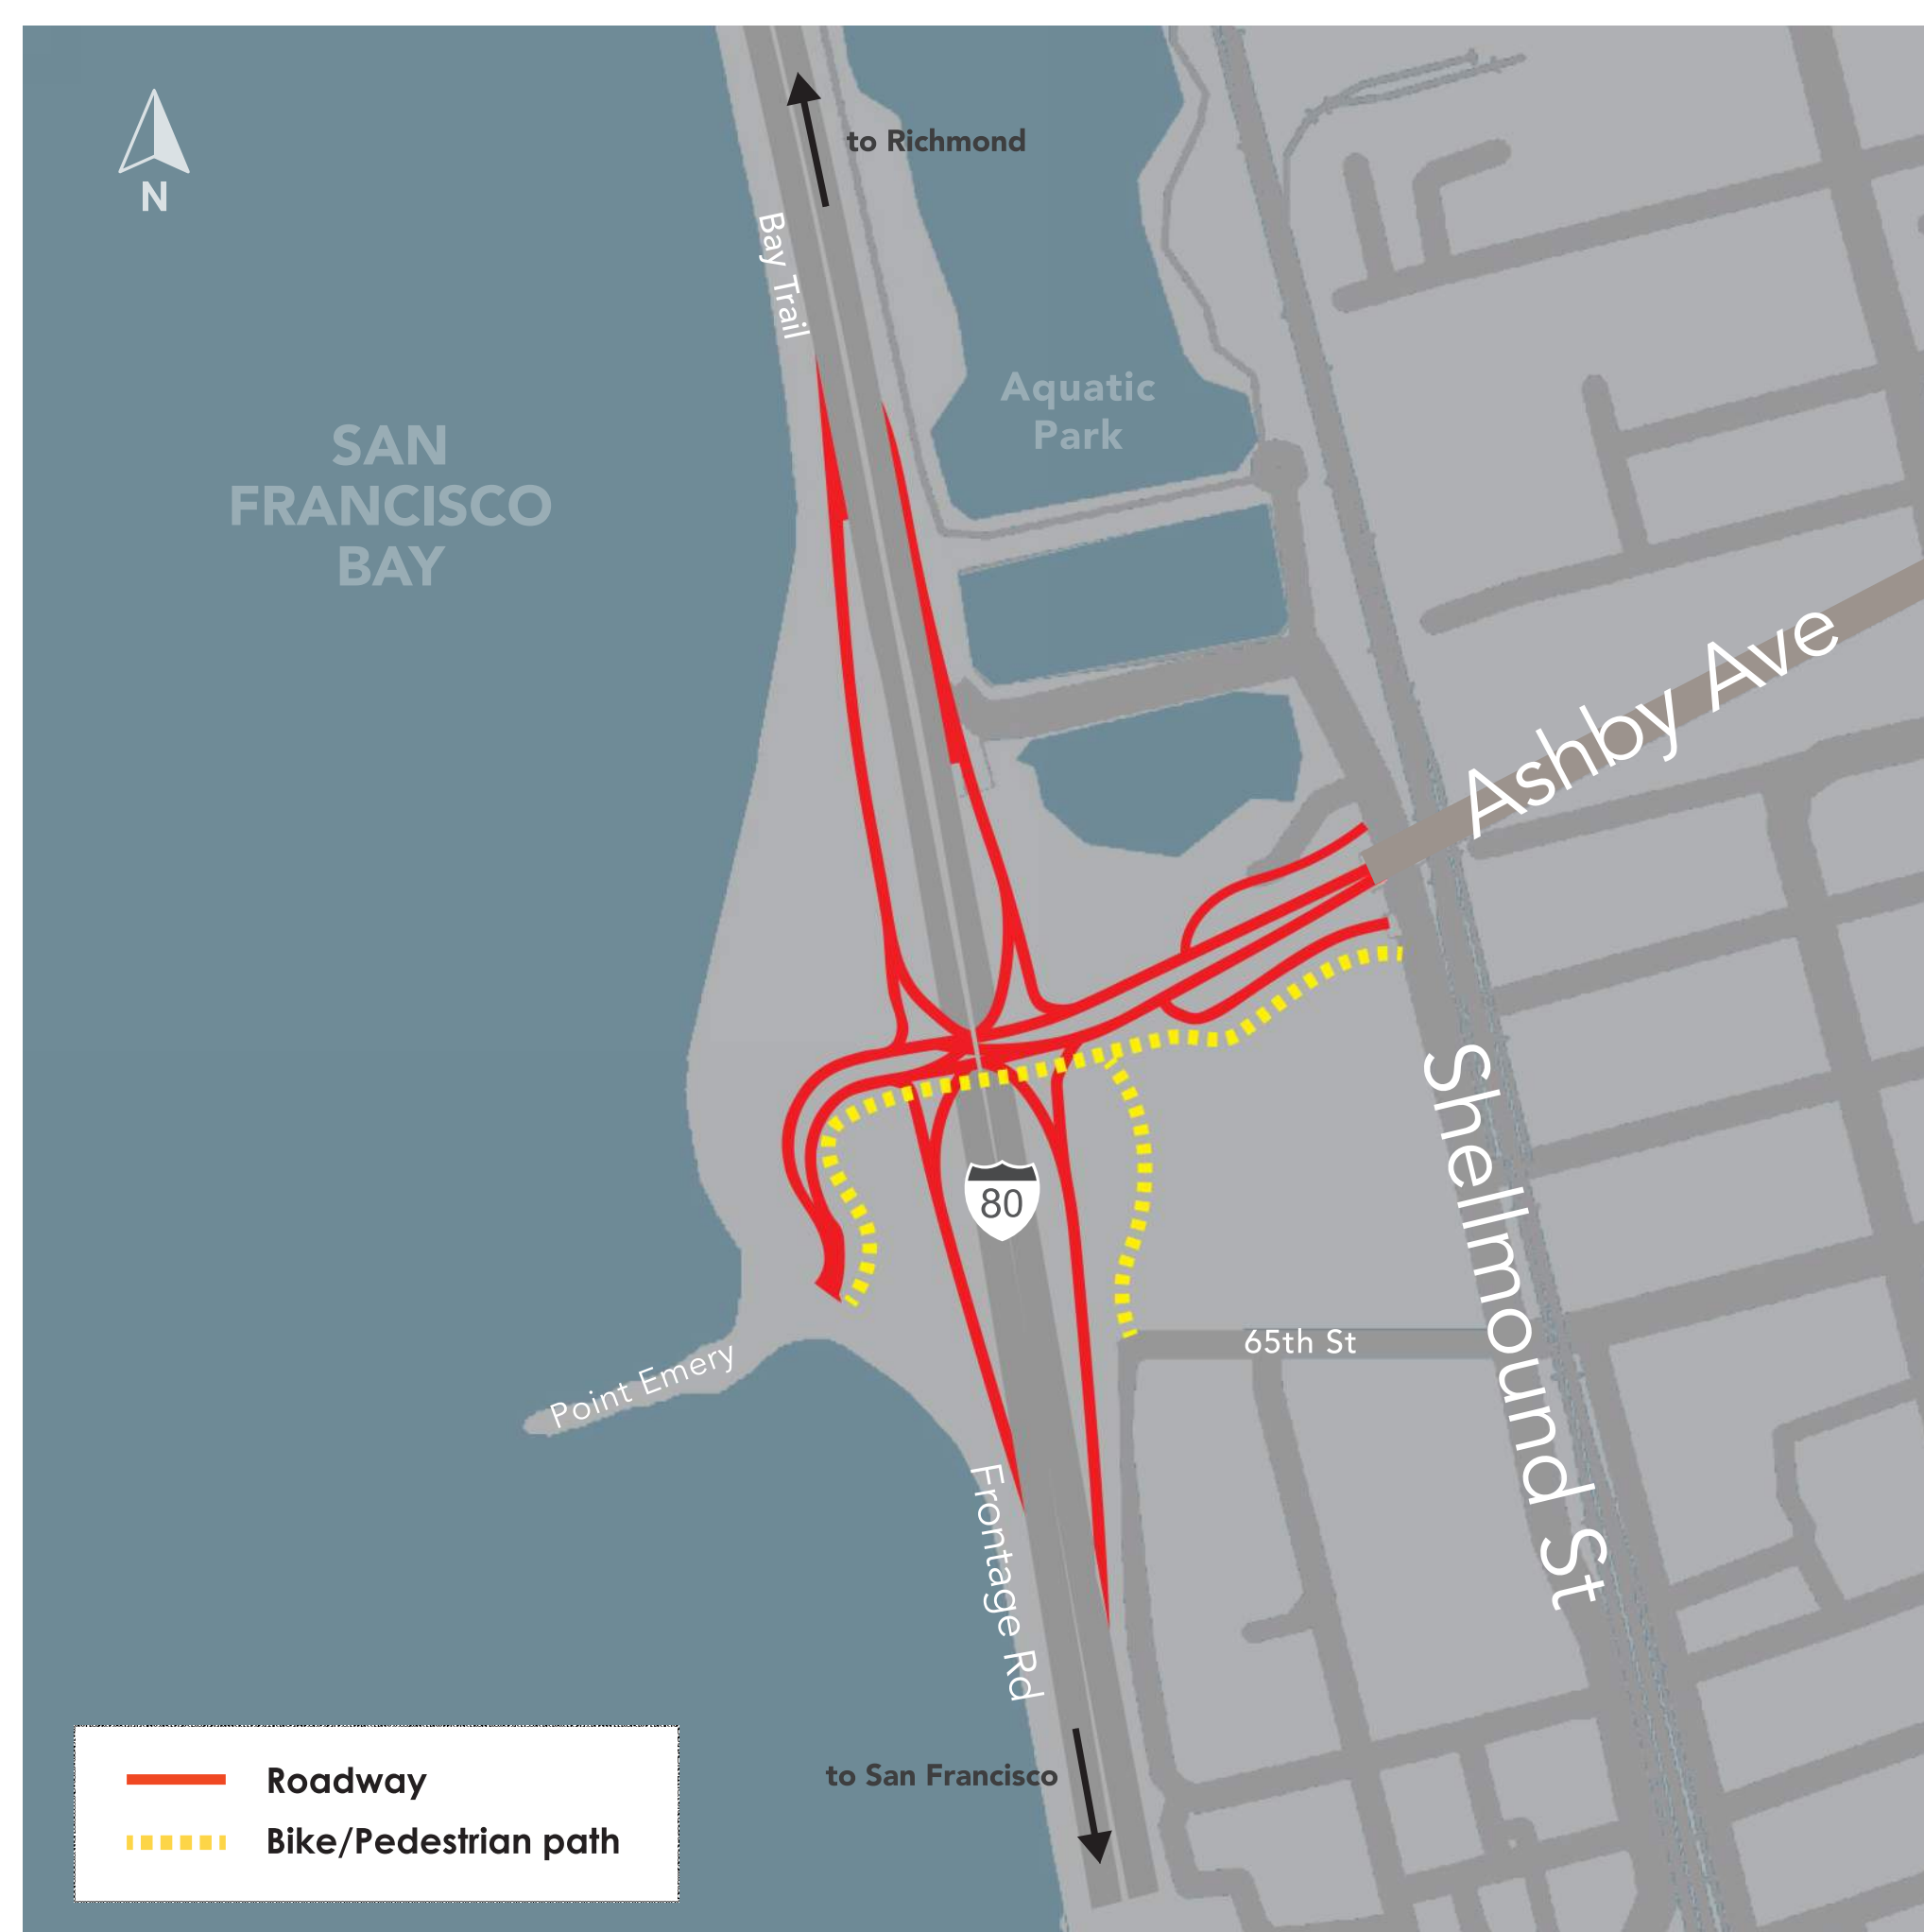 to Richmond
N
Bay Trail
Aquatic
Park
SAN
FRANCISCO
BAY
Ashby Ave
Shellmound St
80
65th St
Point Emery
Frontage Rd
to San Francisco
Roadway
Bike/Pedestrian path